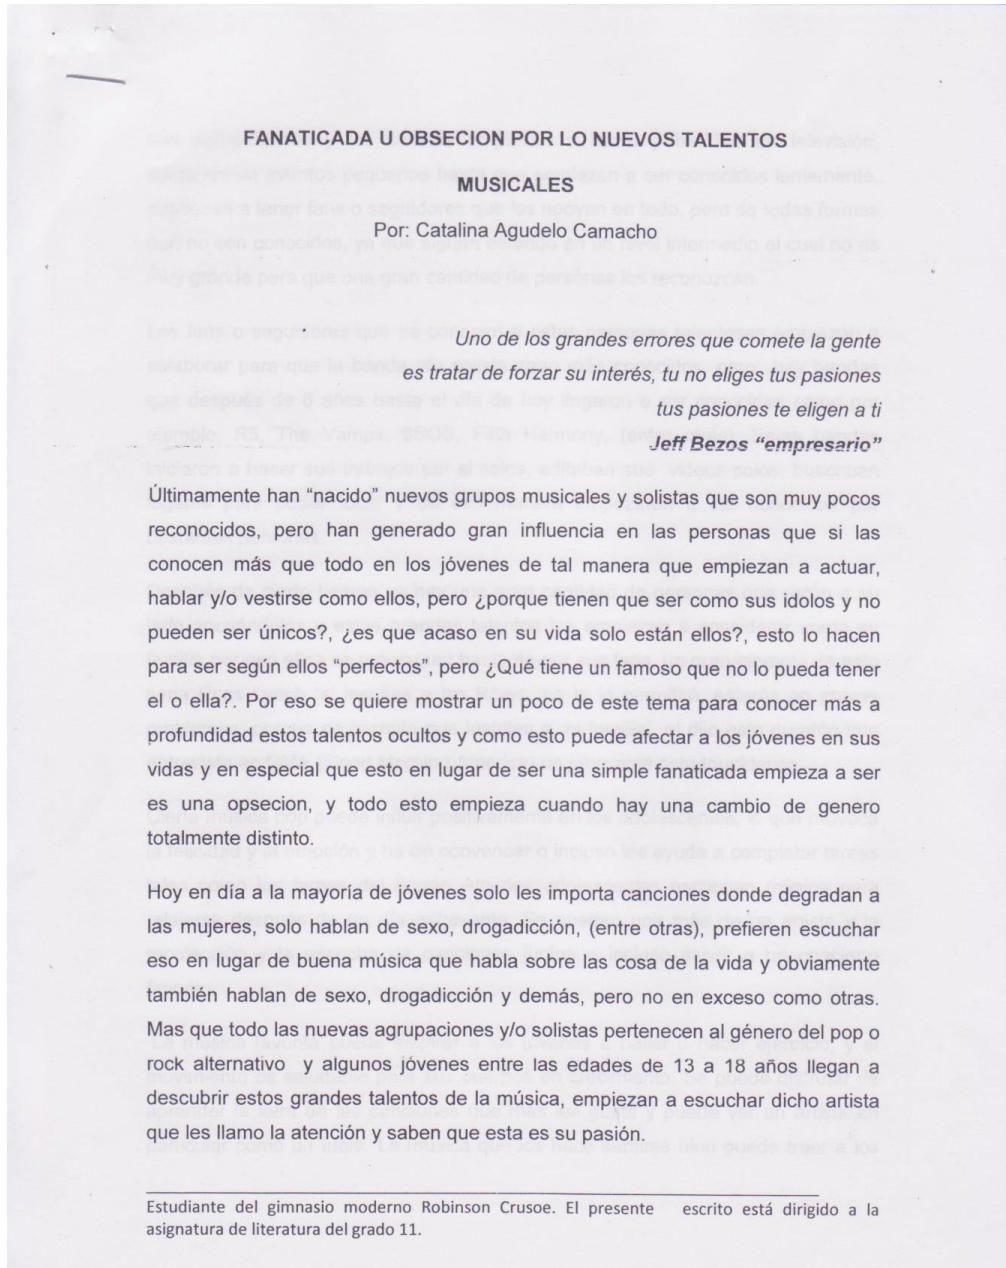 FANATICADA U OBSECION POR LO NUEVOS TALENTOS
MUSICALES
Por: Catalina Agudelo Camacho
Uno de los grandes errores que comete la gente
es tratar de forzar su interés, tu no eliges tus pasiones
tus pasiones te eligen a ti
Jeff Bezos “empresario”
Últimamente han “nacido” nuevos grupos musicales y solistas que son muy pocos
reconocidos, pero han generado gran influencia en las personas que si las
conocen más que todo en los jóvenes de tal manera que empiezan a actuar,
hablar y/o vestirse como ellos, pero ¿porque tienen que ser como sus idolos y no
pueden ser únicos?, ¿es que acaso en su vida solo están ellos?, esto lo hacen
para ser según ellos “perfectos”, pero ¿Qué tiene un famoso que no lo pueda tener
el o ella?. Por eso se quiere mostrar un poco de este tema para conocer más a
profundidad estos talentos ocultos y como esto puede afectar a los jóvenes en sus
vidas y en especial que esto en lugar de ser una simple fanaticada empieza a ser
es una opsecion, y todo esto empieza cuando hay una cambio de genero
totalmente distinto.
Hoy en día a la mayoría de jóvenes solo les importa canciones donde degradan a
las mujeres, solo hablan de sexo, drogadicción, (entre otras), prefieren escuchar
eso en lugar de buena música que habla sobre las cosa de la vida y obviamente
también hablan de sexo, drogadicción y demás, pero no en exceso como otras.
Mas que todo las nuevas agrupaciones y/o solistas pertenecen al género del pop o
rock alternativo y algunos jóvenes entre las edades de 13 a 18 años llegan a
descubrir estos grandes talentos de la música, empiezan a escuchar dicho artista
que les llamo la atención y saben que esta es su pasión.
Estudiante del gimnasio moderno Robinson Crusoe. El presente escrito está dirigido a la
asignatura de literatura del grado 11.